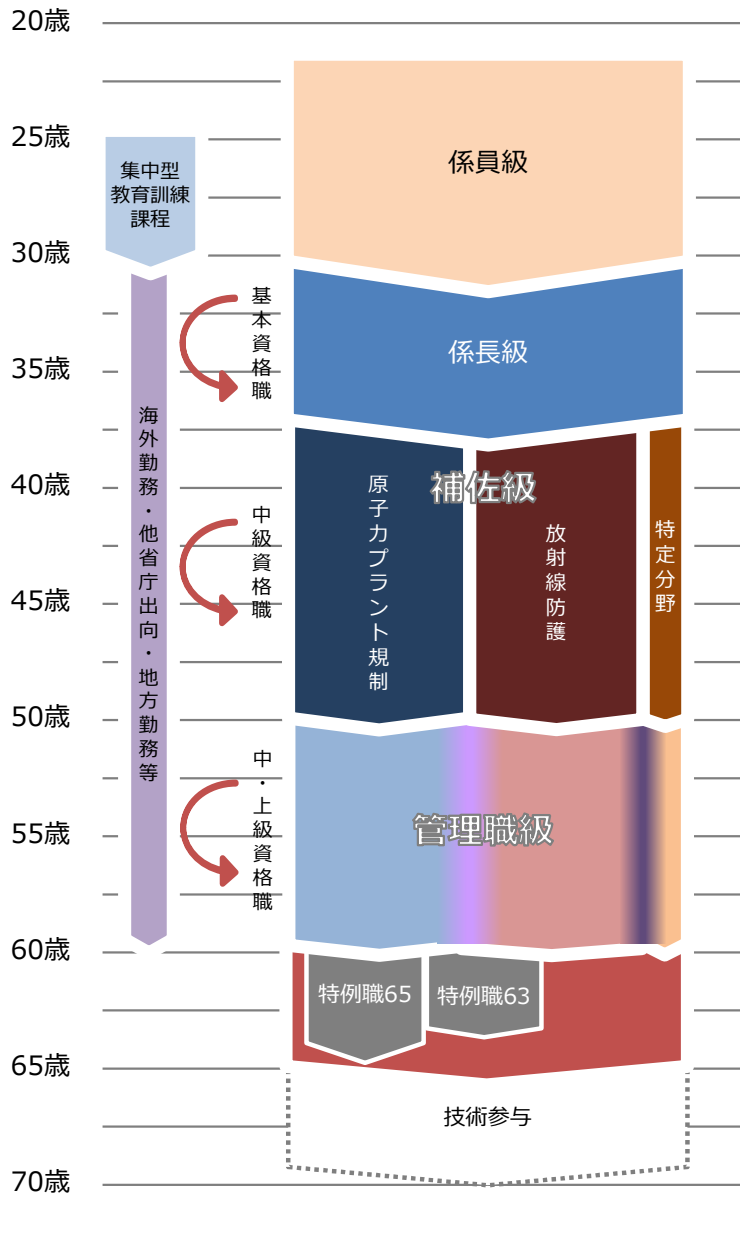 20歳
25歳
30歳
35歳
40歳
45歳
50歳
55歳
60歳
65歳
70歳
集中型
教育訓練
課程
海外勤務・他省庁出向・地方勤務等
基本資格職
中級資格職
中・上級資格職
係員級
係長級
補佐級
原子力プラント規制
放射線防護
特定分野
管理職級
特例職65
特例職63
技術参与